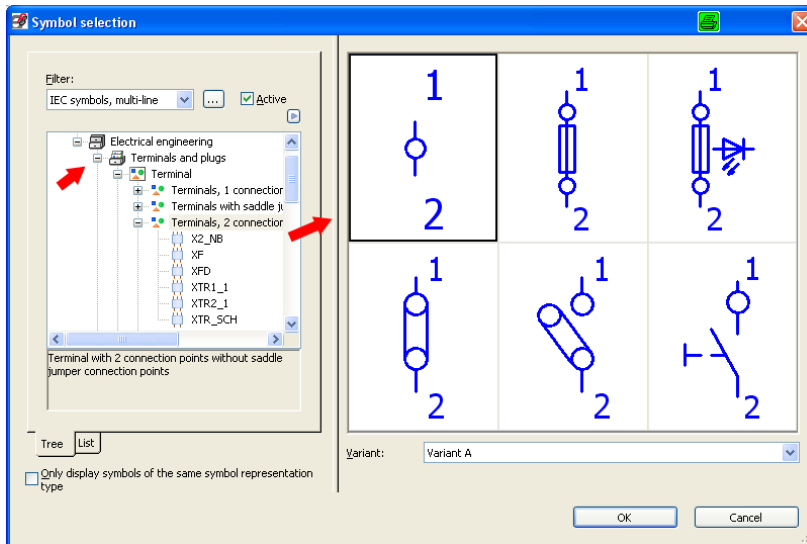 Symbol selection
Filter:
IEC symbols, multi-line
...
Active
Electrical engineering
Terminals and plugs
Terminal
Terminals, 1 connection
Terminals with saddle ju
Terminals, 2 connection
X2_NB
XF
XFD
XTR1_1
XTR2_1
XTR_SCH
Terminal with 2 connection points without saddle
jumper connection points
Tree
List
Only display symbols of the same symbol representation
type
1
2
1
2
1
2
1
2
1
2
1
2
Variant:
Variant A
OK
Cancel